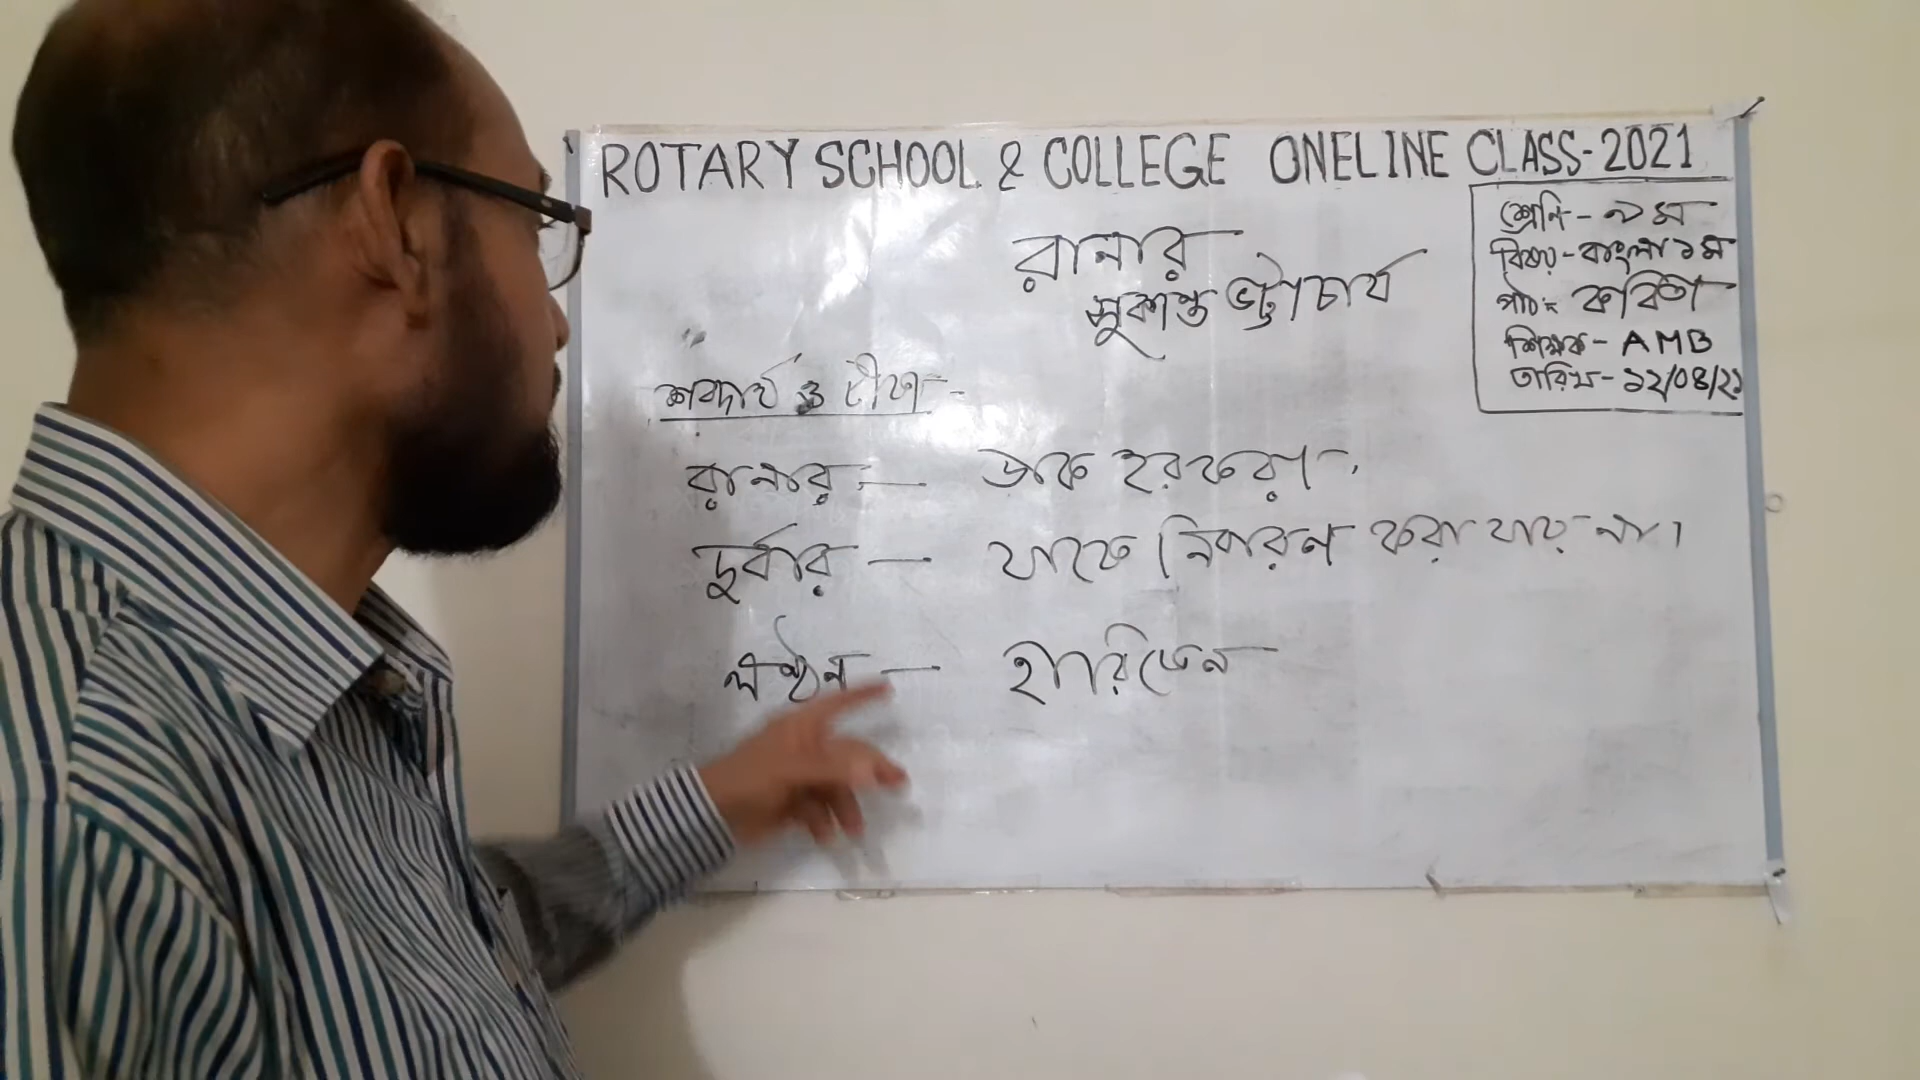 ROTARY SCHOOL & COLLEGE ONELINE CLASS-2021
রানার
সুকান্ত ভট্টাচার্য
শ্রেণি - ৯ম
বিষয় - বাংলা ১ম
পাঠঃ কবিতা
শিক্ষক - AMB
তারিখ - ১২/০৪/২১
শব্দার্থ ও টীকা -
রানার — ডাক হরকরা।
দুর্বার — যাকে নিবারণ করা যায় না।
লণ্ঠন — হারিকেন